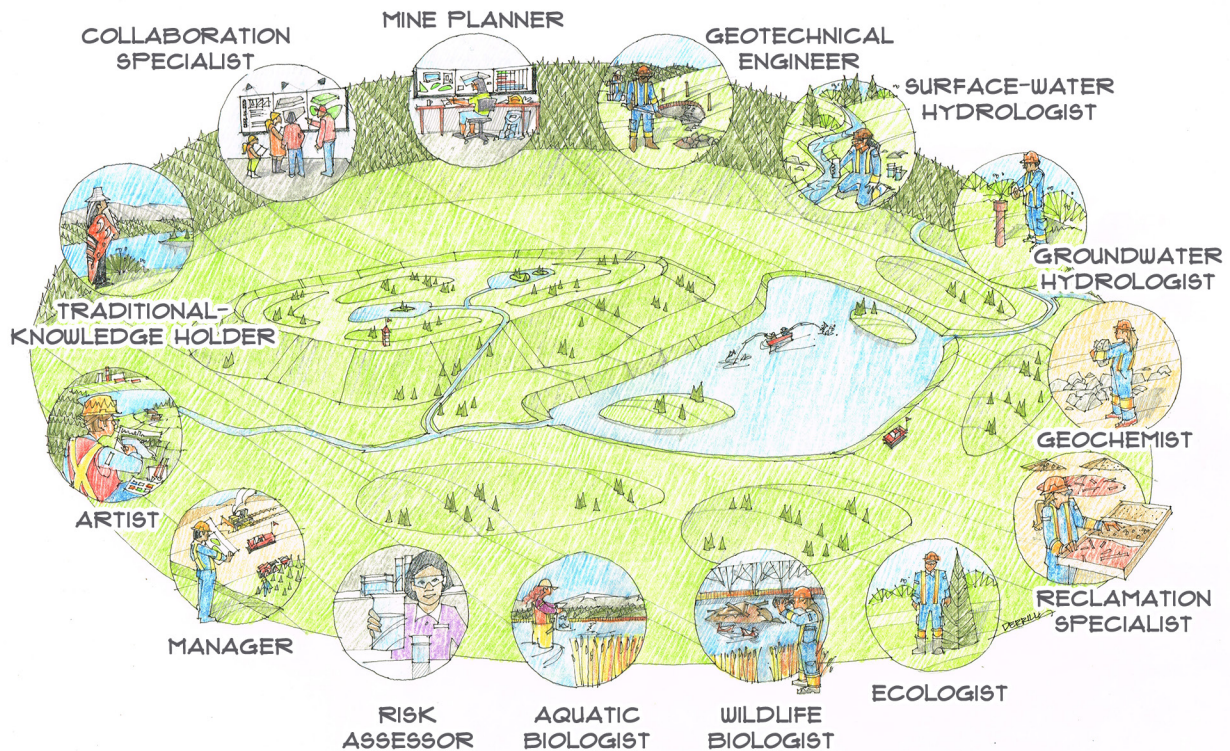 MINE PLANNER
COLLABORATION
SPECIALIST
GEOTECHNICAL
ENGINEER
SURFACE-WATER
HYDROLOGIST
GROUNDWATER
HYDROLOGIST
TRADITIONAL-
KNOWLEDGE HOLDER
GEOCHEMIST
ARTIST
RECLAMATION
SPECIALIST
DERRILL
MANAGER
ECOLOGIST
RISK
ASSESSOR
AQUATIC
BIOLOGIST
WILDLIFE
BIOLOGIST